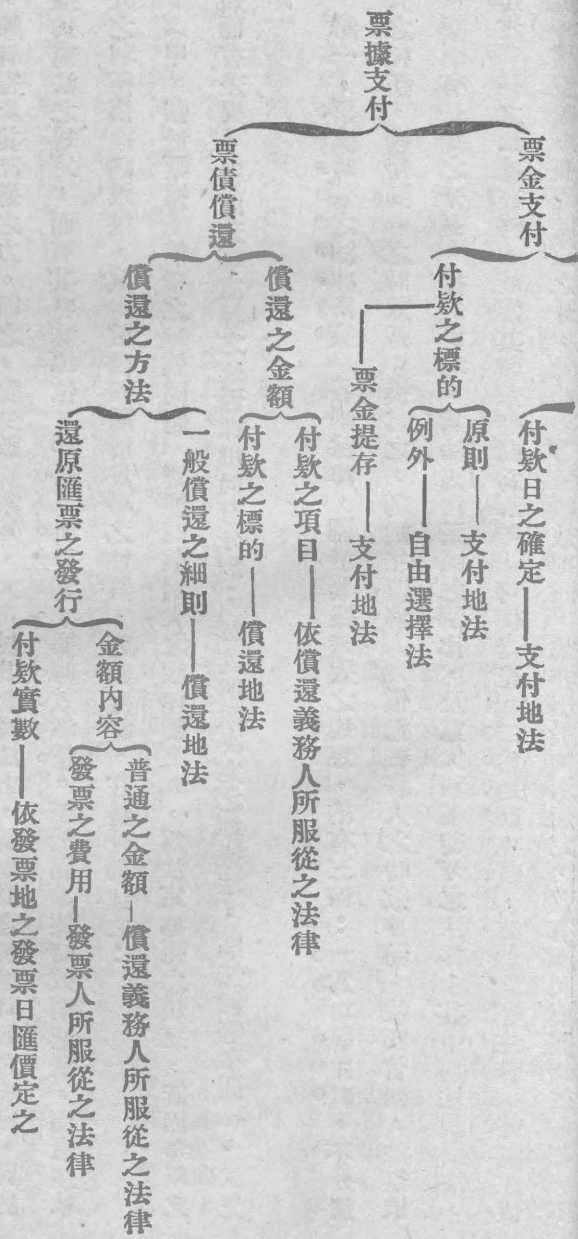 票據支付
票金支付
付欵日之確定——支付地法
付欵之標的
原則——支付地法
例外——自由選擇法
票金提存——支付地法
票債償還
償還之金額
付欵之項目——依償還義務人所服從之法律
付欵之標的——償還地法
償還之方法
一般償還之細則——償還地法
還原匯票之發行
金額內容
普通之金額—償還義務人所服從之法律
發票之費用—發票人所服從之法律
付欵實數——依發票地之發票日匯價定之